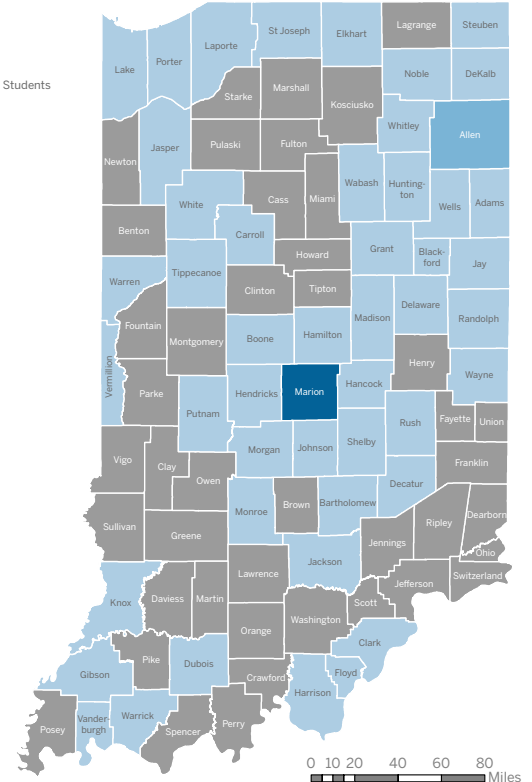 Students
Lake
Porter
Laporte
St Joseph
Elkhart
Lagrange
Steuben
Noble
DeKalb
Starke
Marshall
Kosciusko
Whitley
Allen
Newton
Jasper
Pulaski
Fulton
Wabash
Hunting-
ton
Miami
Cass
White
Wells
Adams
Benton
Carroll
Howard
Grant
Black-
ford
Jay
Warren
Tippecanoe
Clinton
Tipton
Madison
Delaware
Randolph
Fountain
Montgomery
Boone
Hamilton
Vermillion
Parke
Putnam
Hendricks
Marion
Hancock
Henry
Wayne
Morgan
Johnson
Shelby
Rush
Fayette
Union
Vigo
Clay
Owen
Franklin
Decatur
Monroe
Brown
Bartholomew
Sullivan
Greene
Jennings
Ripley
Dearborn
Ohio
Jackson
Lawrence
Jefferson
Switzerland
Knox
Daviess
Martin
Orange
Washington
Scott
Clark
Gibson
Pike
Dubois
Crawford
Floyd
Harrison
Posey
Vander-
burgh
Warrick
Spencer
Perry
0 10 20 40 60 80
Miles